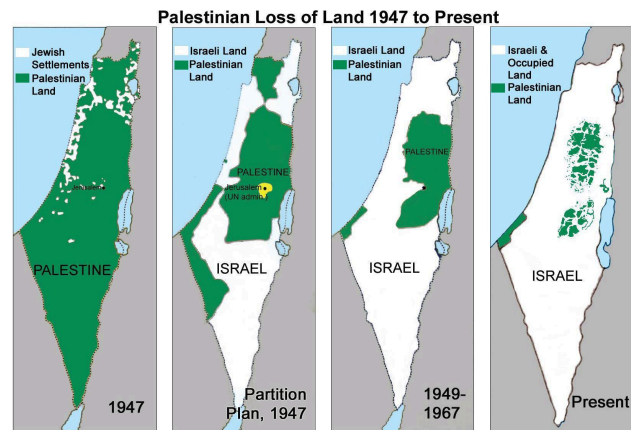 Palestinian Loss of Land 1947 to Present
Jewish
Settlements
Palestinian
Land
Jerusalem
PALESTINE
1947
Israeli Land
Palestinian
Land
PALESTINE
Jerusalem
(UN admin)
ISRAEL
Partition
Plan, 1947
Israeli Land
Palestinian
Land
PALESTINE
ISRAEL
1949-
1967
Israeli &
Occupied
Land
Palestinian
Land
ISRAEL
Present